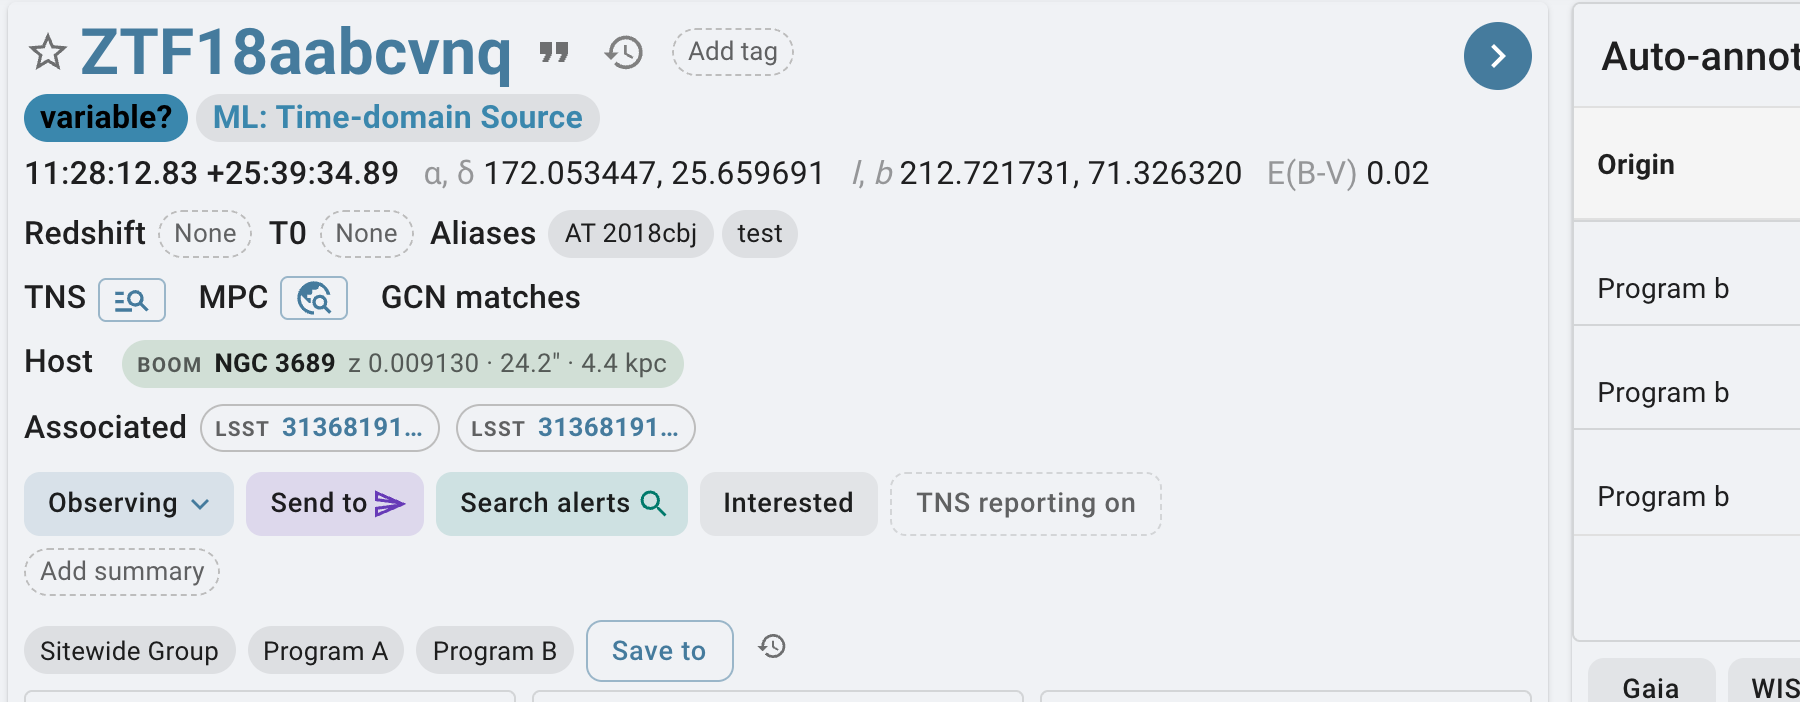 ZTF18aabcvnq Add tag
variable? ML: Time-domain Source
11:28:12.83 +25:39:34.89 α, δ 172.053447, 25.659691 l, b 212.721731, 71.326320 E(B-V) 0.02
Redshift None T0 None Aliases AT 2018cbj test
TNS MPC GCN matches
Host BOOM NGC 3689 z 0.009130 · 24.2" · 4.4 kpc
Associated LSST 31368191... LSST 31368191...
Observing Send to Search alerts Interested TNS reporting on
Add summary
Sitewide Group Program A Program B Save to
Auto-annot
Origin
Program b
Program b
Program b
Gaia WIS